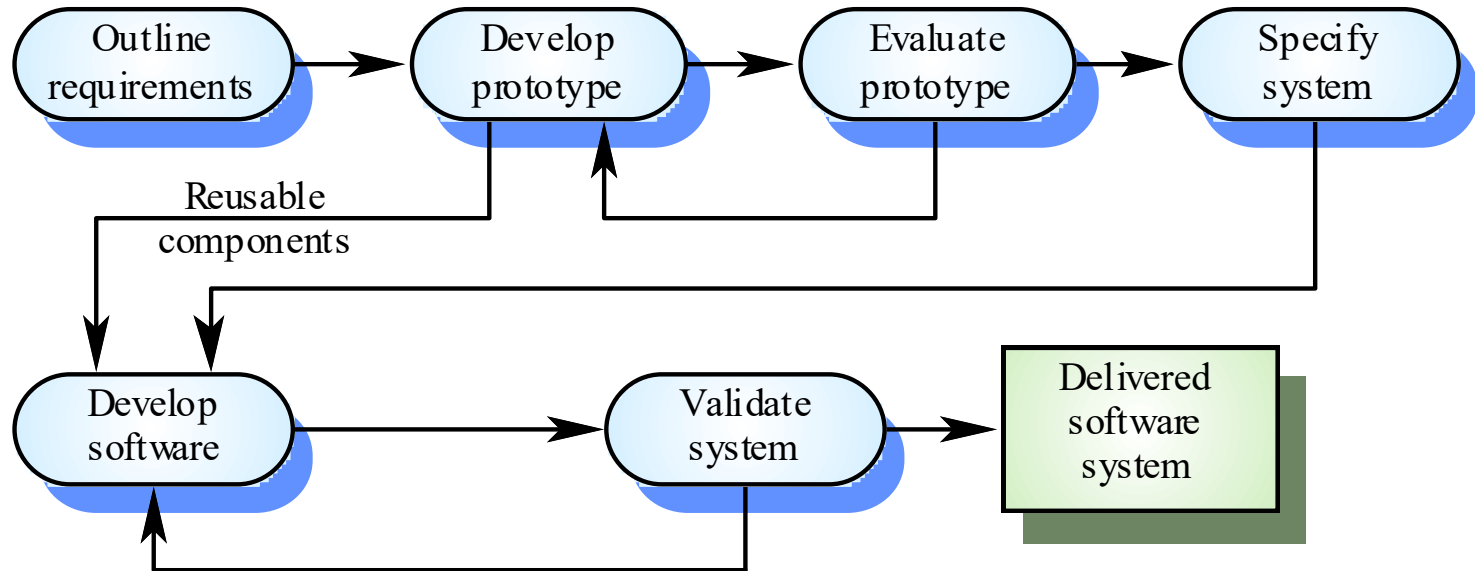 Outline
requirements
Develop
prototype
Evaluate
prototype
Specify
system
Reusable
components
Develop
software
Validate
system
Delivered
software
system